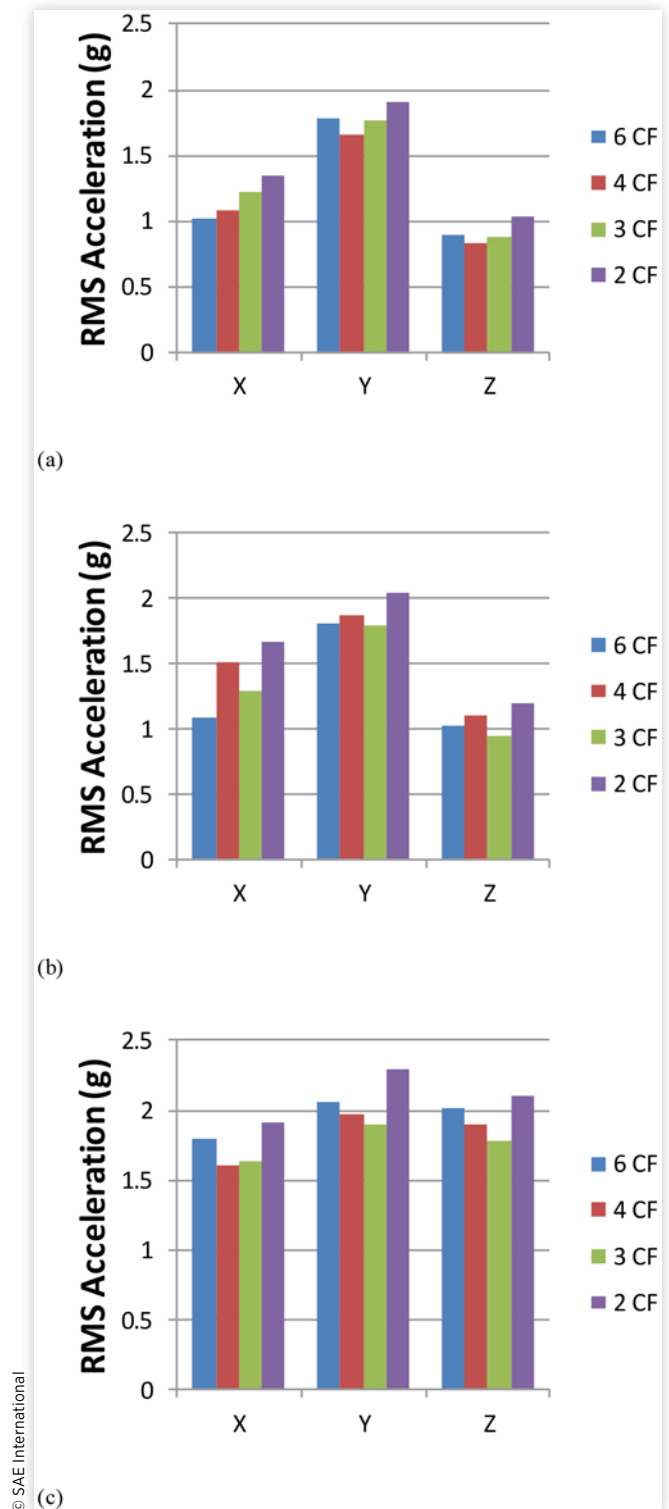 RMS Acceleration (g)
2.5
2
1.5
1
0.5
0
X Y Z
6 CF
4 CF
3 CF
2 CF
(a)
RMS Acceleration (g)
2.5
2
1.5
1
0.5
0
X Y Z
6 CF
4 CF
3 CF
2 CF
(b)
RMS Acceleration (g)
2.5
2
1.5
1
0.5
0
X Y Z
6 CF
4 CF
3 CF
2 CF
(c)
© SAE International